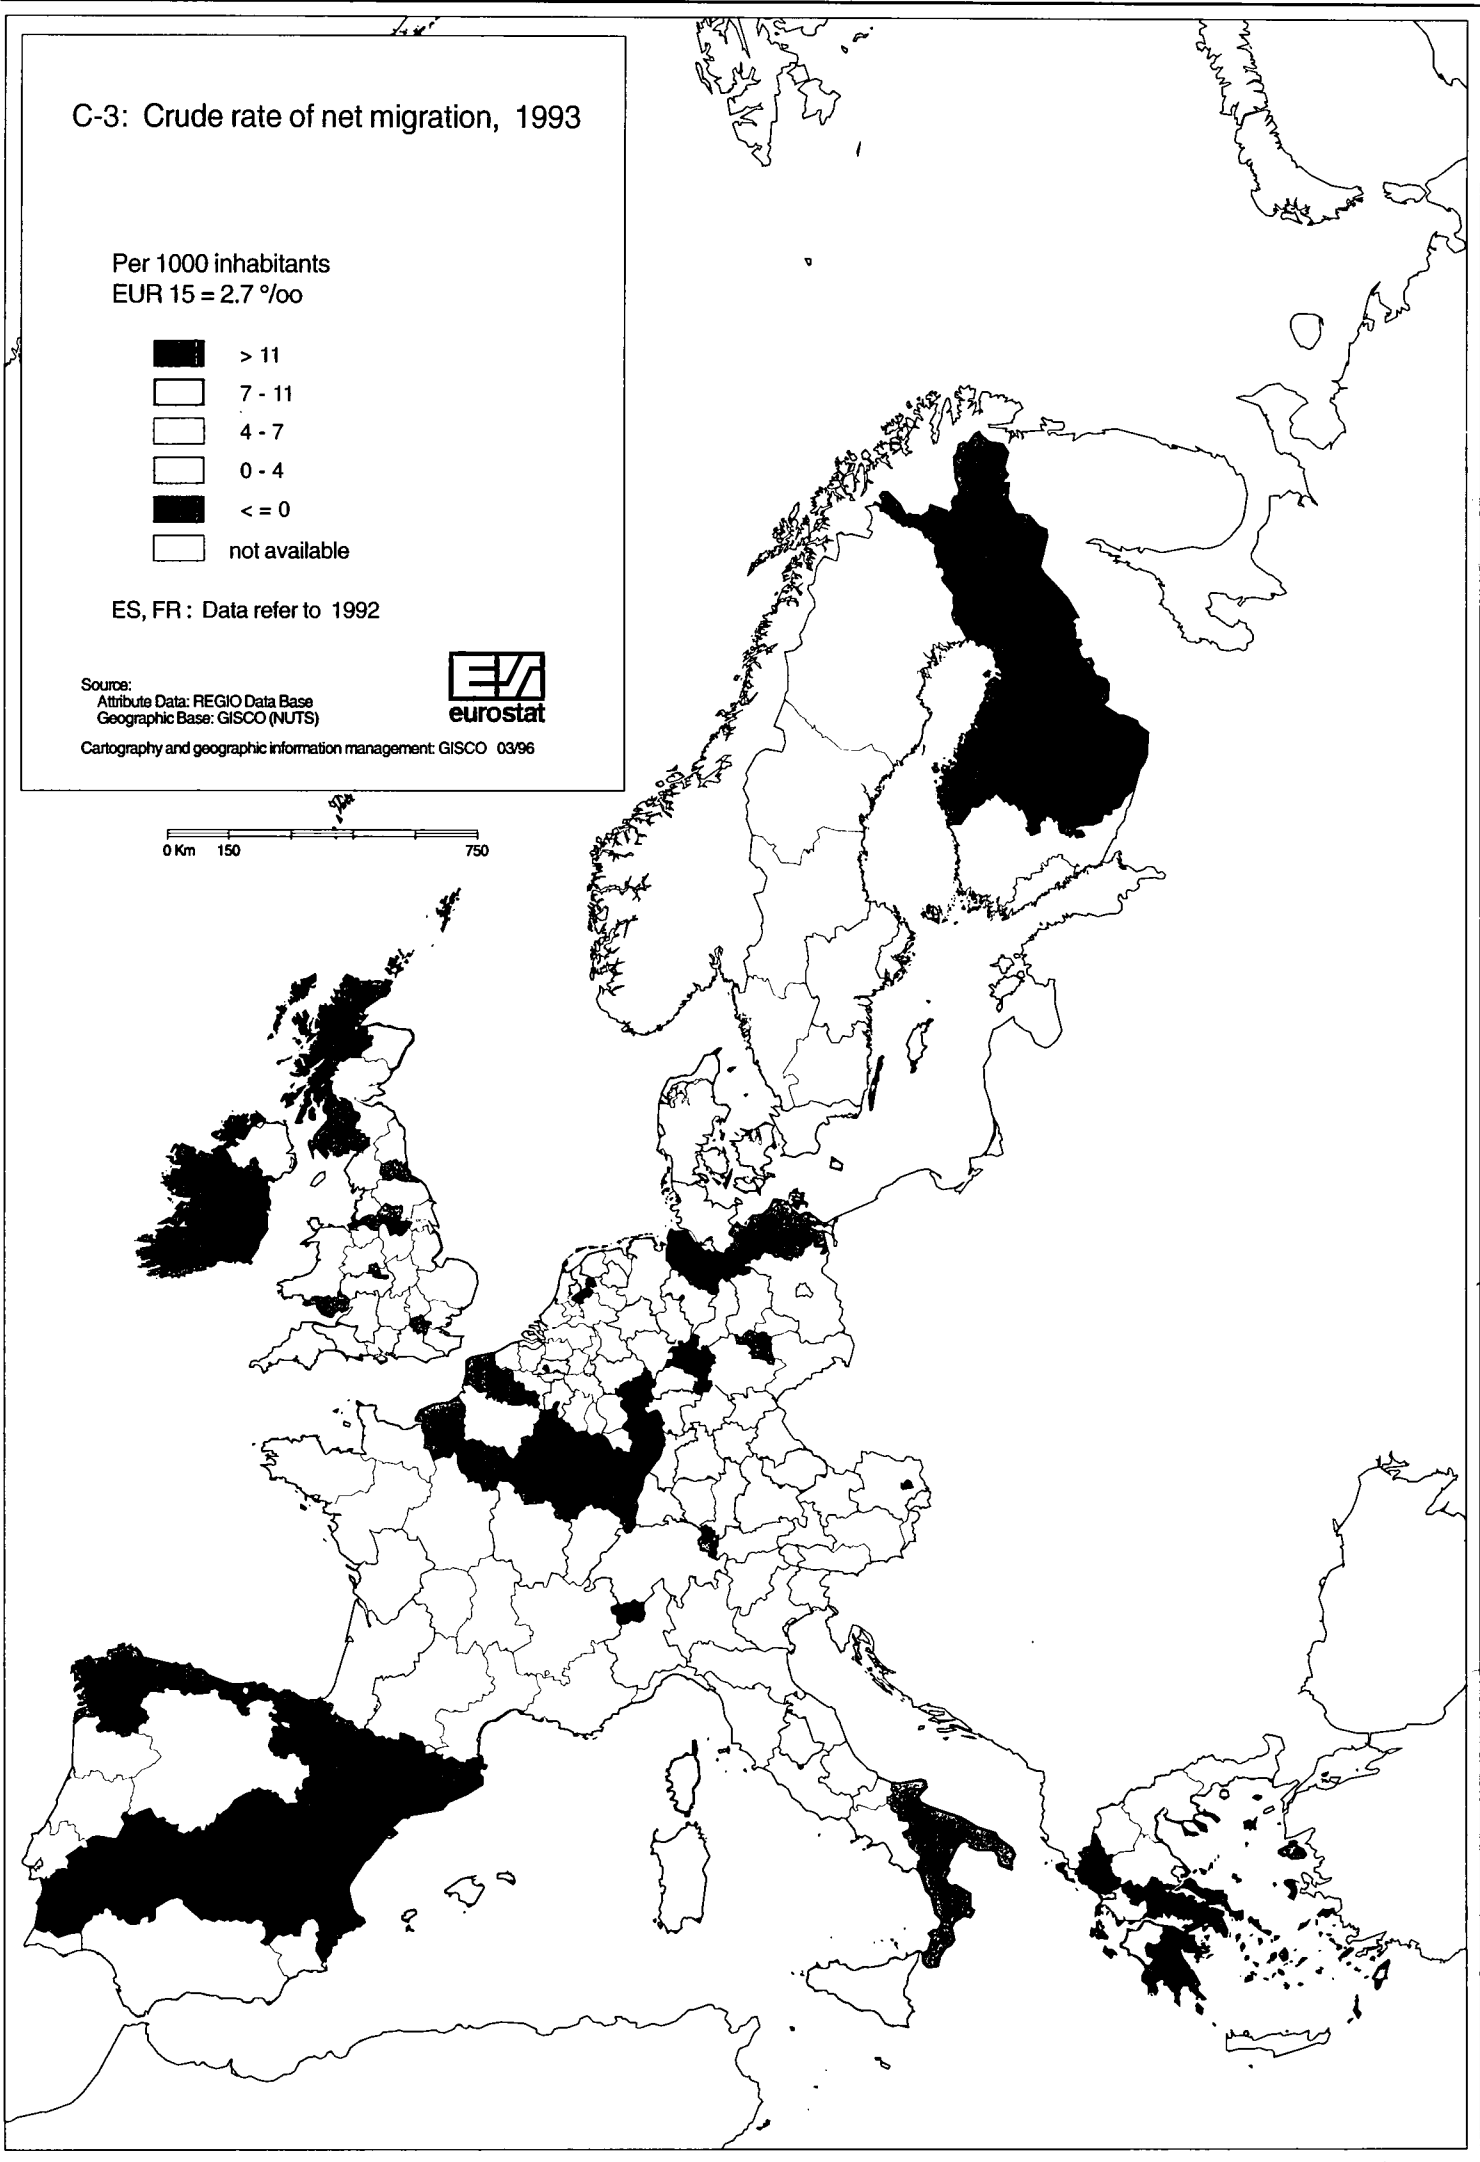 C-3: Crude rate of net migration, 1993
Per 1000 inhabitants
EUR 15 = 2.7 °/oo
> 11
7 - 11
4 - 7
0 - 4
< = 0
not available
ES, FR : Data refer to 1992
Source:
Attribute Data: REGIO Data Base
Geographic Base: GISCO (NUTS)
eurostat
Cartography and geographic information management: GISCO 03/96
0 Km 150 750